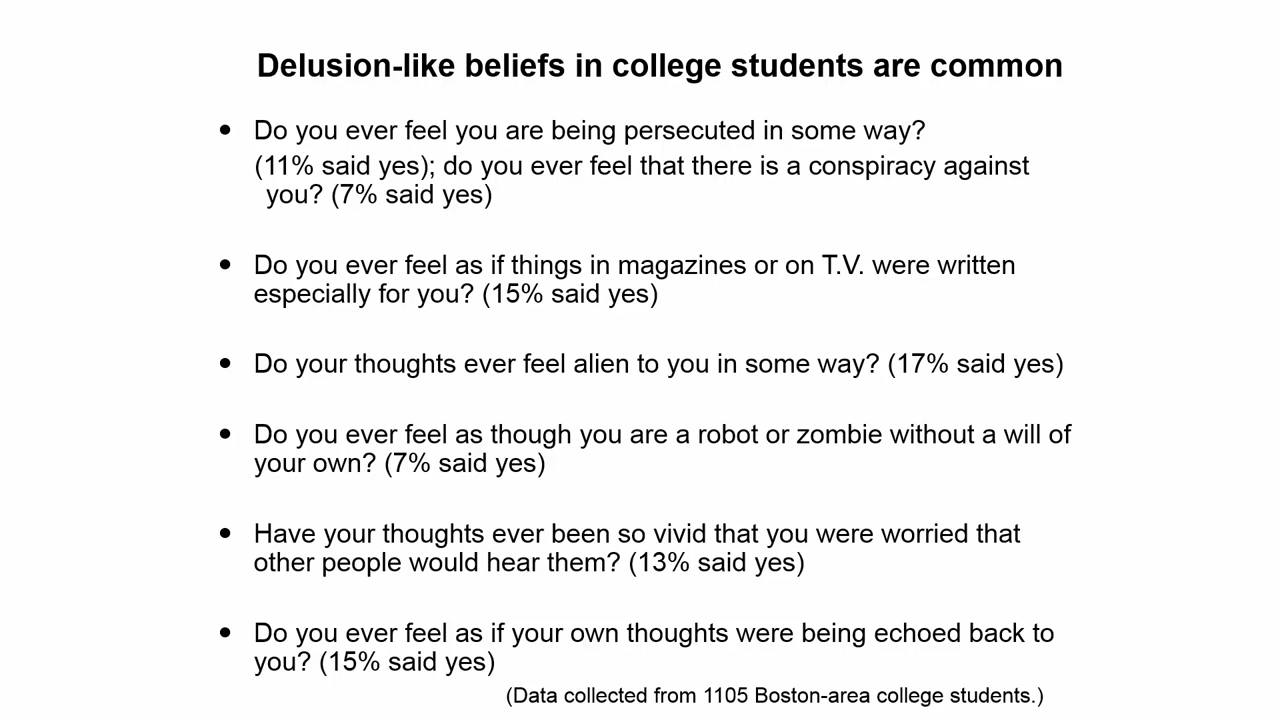 Delusion-like beliefs in college students are common
• Do you ever feel you are being persecuted in some way?
(11% said yes); do you ever feel that there is a conspiracy against
you? (7% said yes)
• Do you ever feel as if things in magazines or on T.V. were written
especially for you? (15% said yes)
• Do your thoughts ever feel alien to you in some way? (17% said yes)
• Do you ever feel as though you are a robot or zombie without a will of
your own? (7% said yes)
• Have your thoughts ever been so vivid that you were worried that
other people would hear them? (13% said yes)
• Do you ever feel as if your own thoughts were being echoed back to
you? (15% said yes)
(Data collected from 1105 Boston-area college students.)